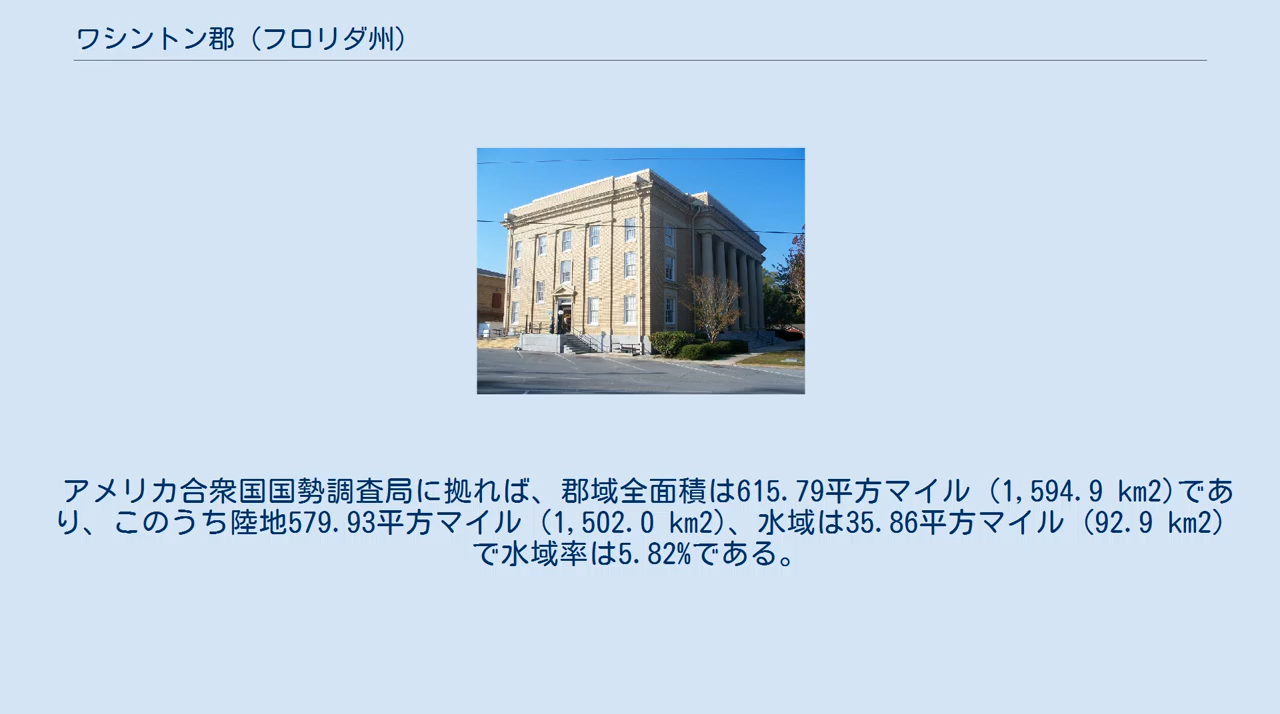 ワシントン郡 (フロリダ州)
アメリカ合衆国国勢調査局に拠れば、郡域全面積は615.79平方マイル (1,594.9 km2)であ
り、このうち陸地579.93平方マイル (1,502.0 km2)、水域は35.86平方マイル (92.9 km2)
で水域率は5.82%である。